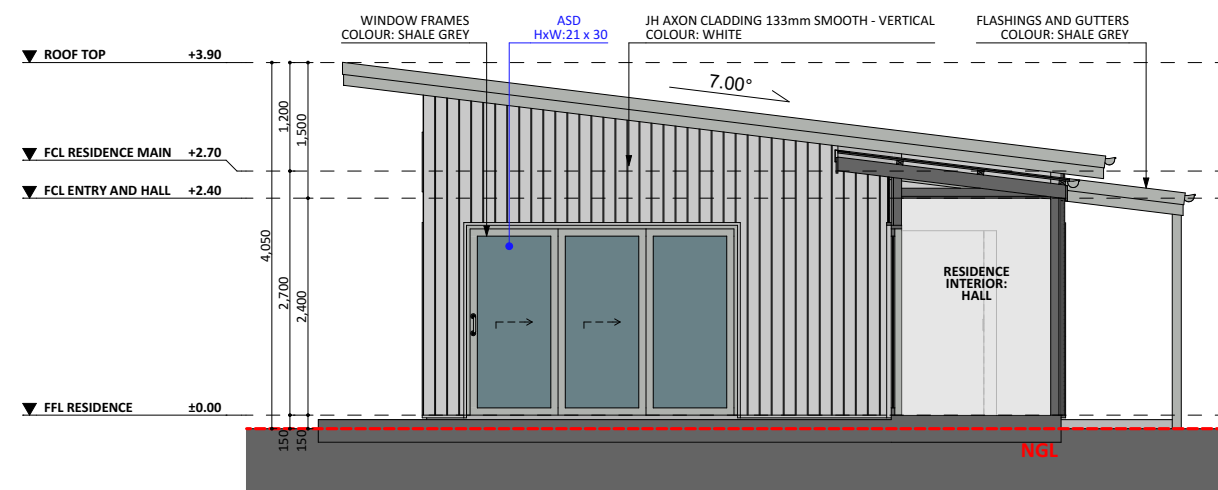 WINDOW FRAMES
COLOUR: SHALE GREY
ASD
HxW:21 x 30
JH AXON CLADDING 133mm SMOOTH - VERTICAL
COLOUR: WHITE
FLASHINGS AND GUTTERS
COLOUR: SHALE GREY
ROOF TOP +3.90
7.00°
1,200
1,500
FCL RESIDENCE MAIN +2.70
FCL ENTRY AND HALL +2.40
4,050
2,700
2,400
RESIDENCE
INTERIOR:
HALL
FFL RESIDENCE ±0.00
150
150
NGL